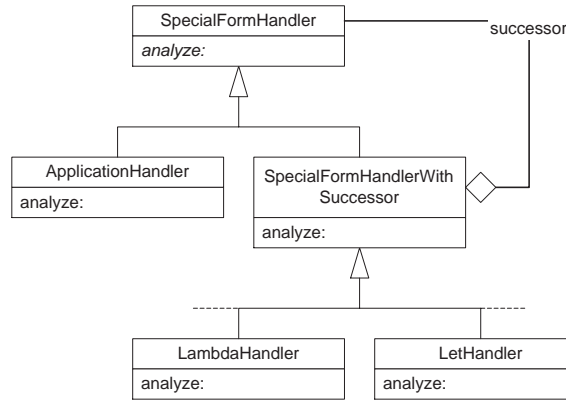 SpecialFormHandler
analyze:
successor
ApplicationHandler
analyze:
SpecialFormHandlerWith
Successor
analyze:
LambdaHandler
analyze:
LetHandler
analyze: